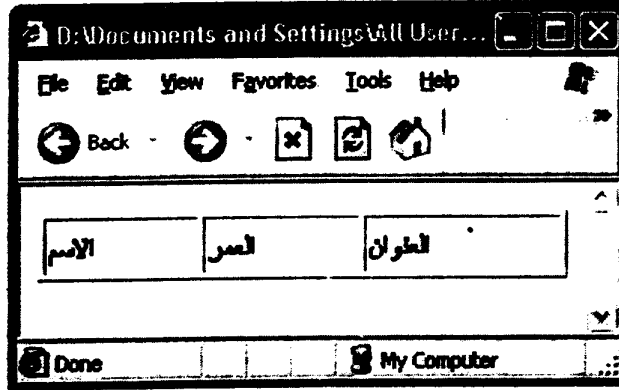 D:\Documents and Settings\All User...
File Edit View Favorites Tools Help
Back
الاسم العمر العنوان
Done My Computer